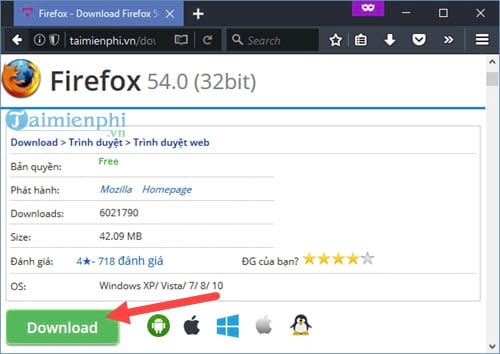 Firefox - Download Firefox 5
taimienphi.vn/dov
Search
Firefox 54.0 (32bit)
Taimienphi
.vn
Download > Trình duyệt > Trình duyệt web
Bản quyền: Free
Phát hành: Mozilla Homepage
Downloads: 6021790
Size: 42.09 MB
Đánh giá: 4★- 718 đánh giá ĐG của bạn?
OS: Windows XP/ Vista/ 7/ 8/ 10
Download